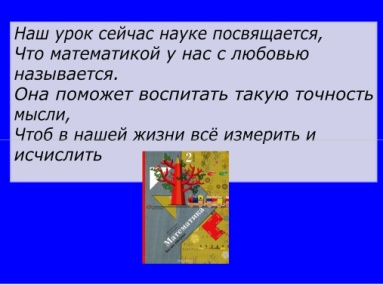 Наш урок сейчас науке посвящается,
Что математикой у нас с любовью
называется.
Она поможет воспитать такую точность
мысли,
Чтоб в нашей жизни всё измерить и
исчислить
2
Математика